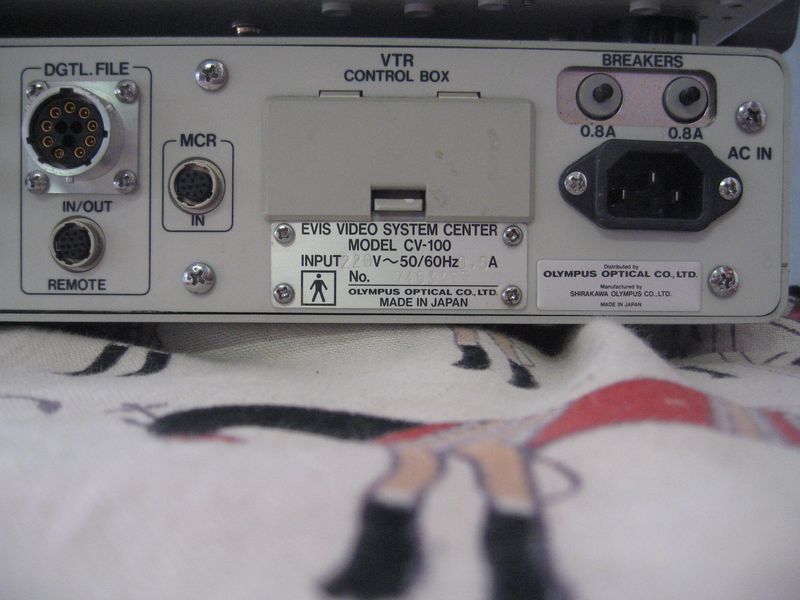 DGTL. FILE
IN/OUT
REMOTE
MCR
IN
VTR
CONTROL BOX
EVIS VIDEO SYSTEM CENTER
MODEL CV-100
INPUT 220V～50/60Hz A
No.
OLYMPUS OPTICAL CO., LTD.
MADE IN JAPAN
BREAKERS
0.8A 0.8A
AC IN
Distributed by
OLYMPUS OPTICAL CO., LTD.
Manufactured by
SHIRAKAWA OLYMPUS CO., LTD.
MADE IN JAPAN